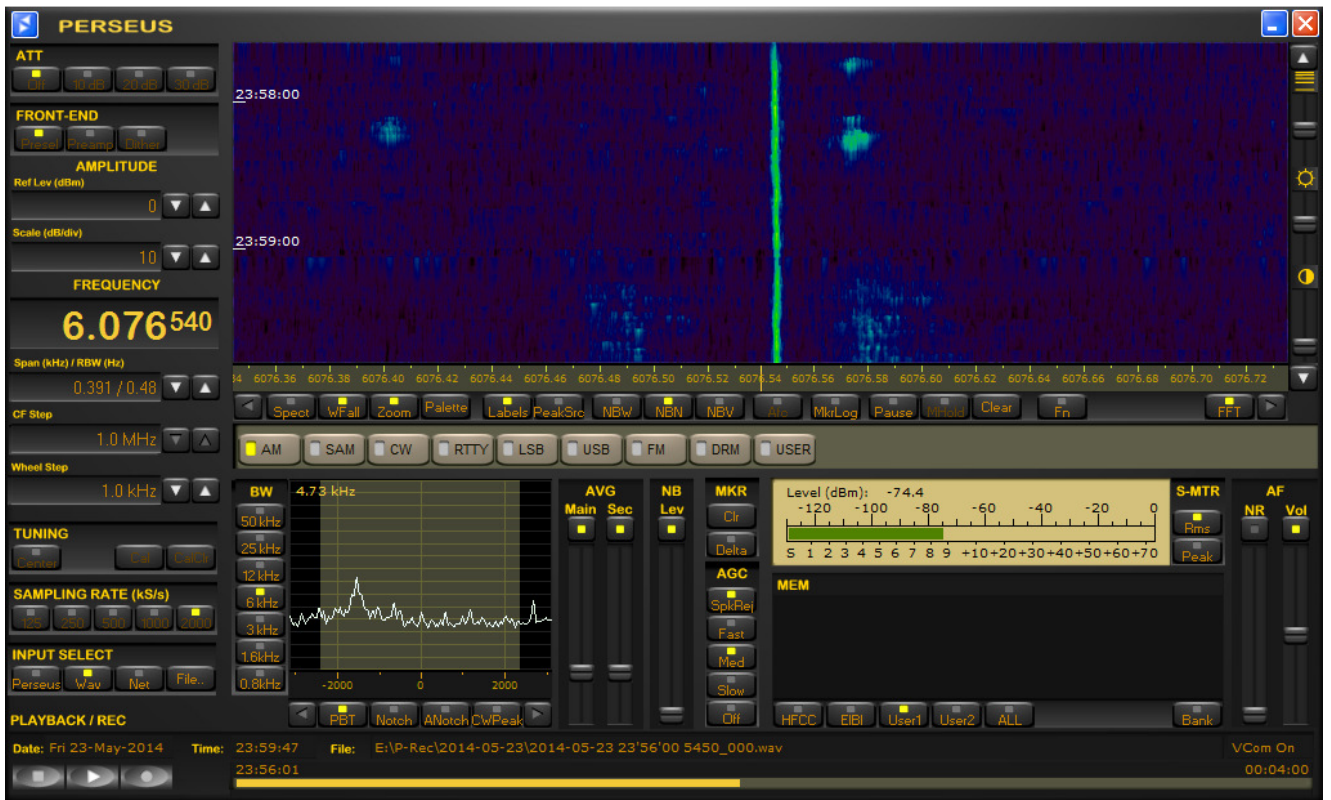 PERSEUS
ATT
Off 10 dB 20 dB 30 dB
FRONT-END
Presel Preamp Dither
AMPLITUDE
Ref Lev (dBm)
0
Scale (dB/div)
10
FREQUENCY
6.076 540
Span (kHz) / RBW (Hz)
0.391 / 0.48
CF Step
1.0 MHz
Wheel Step
1.0 kHz
TUNING
Center Cal CalClr
SAMPLING RATE (kS/s)
125 250 500 1000 2000
INPUT SELECT
Perseus Wav Net File..
PLAYBACK / REC
23:58:00
23:59:00
34 6076.36 6076.38 6076.40 6076.42 6076.44 6076.46 6076.48 6076.50 6076.52 6076.54 6076.56 6076.58 6076.60 6076.62 6076.64 6076.66 6076.68 6076.70 6076.72
Spect WFall Zoom Palette Labels PeakSrc NBW NBN NBV Afc MkrLog Pause MHold Clear Fn FFT
AM SAM CW RTTY LSB USB FM DRM USER
BW
50 kHz
25 kHz
12 kHz
6 kHz
3 kHz
1.6kHz
0.8kHz
4.73 kHz
-2000 0 2000
PBT Notch ANotch CWPeak
AVG
Main Sec
NB
Lev
MKR
Clr
Delta
AGC
SpkRej
Fast
Med
Slow
Off
Level (dBm): -74.4
-120 -100 -80 -60 -40 -20 0
S 1 2 3 4 5 6 7 8 9 +10+20+30+40+50+60+70
S-MTR
Rms
Peak
AF
NR Vol
MEM
HFCC EIBI User1 User2 ALL Bank
Date: Fri 23-May-2014 Time: 23:59:47 File: E:\P-Rec\2014-05-23\2014-05-23 23'56'00 5450_000.wav VCom On
23:56:01 00:04:00